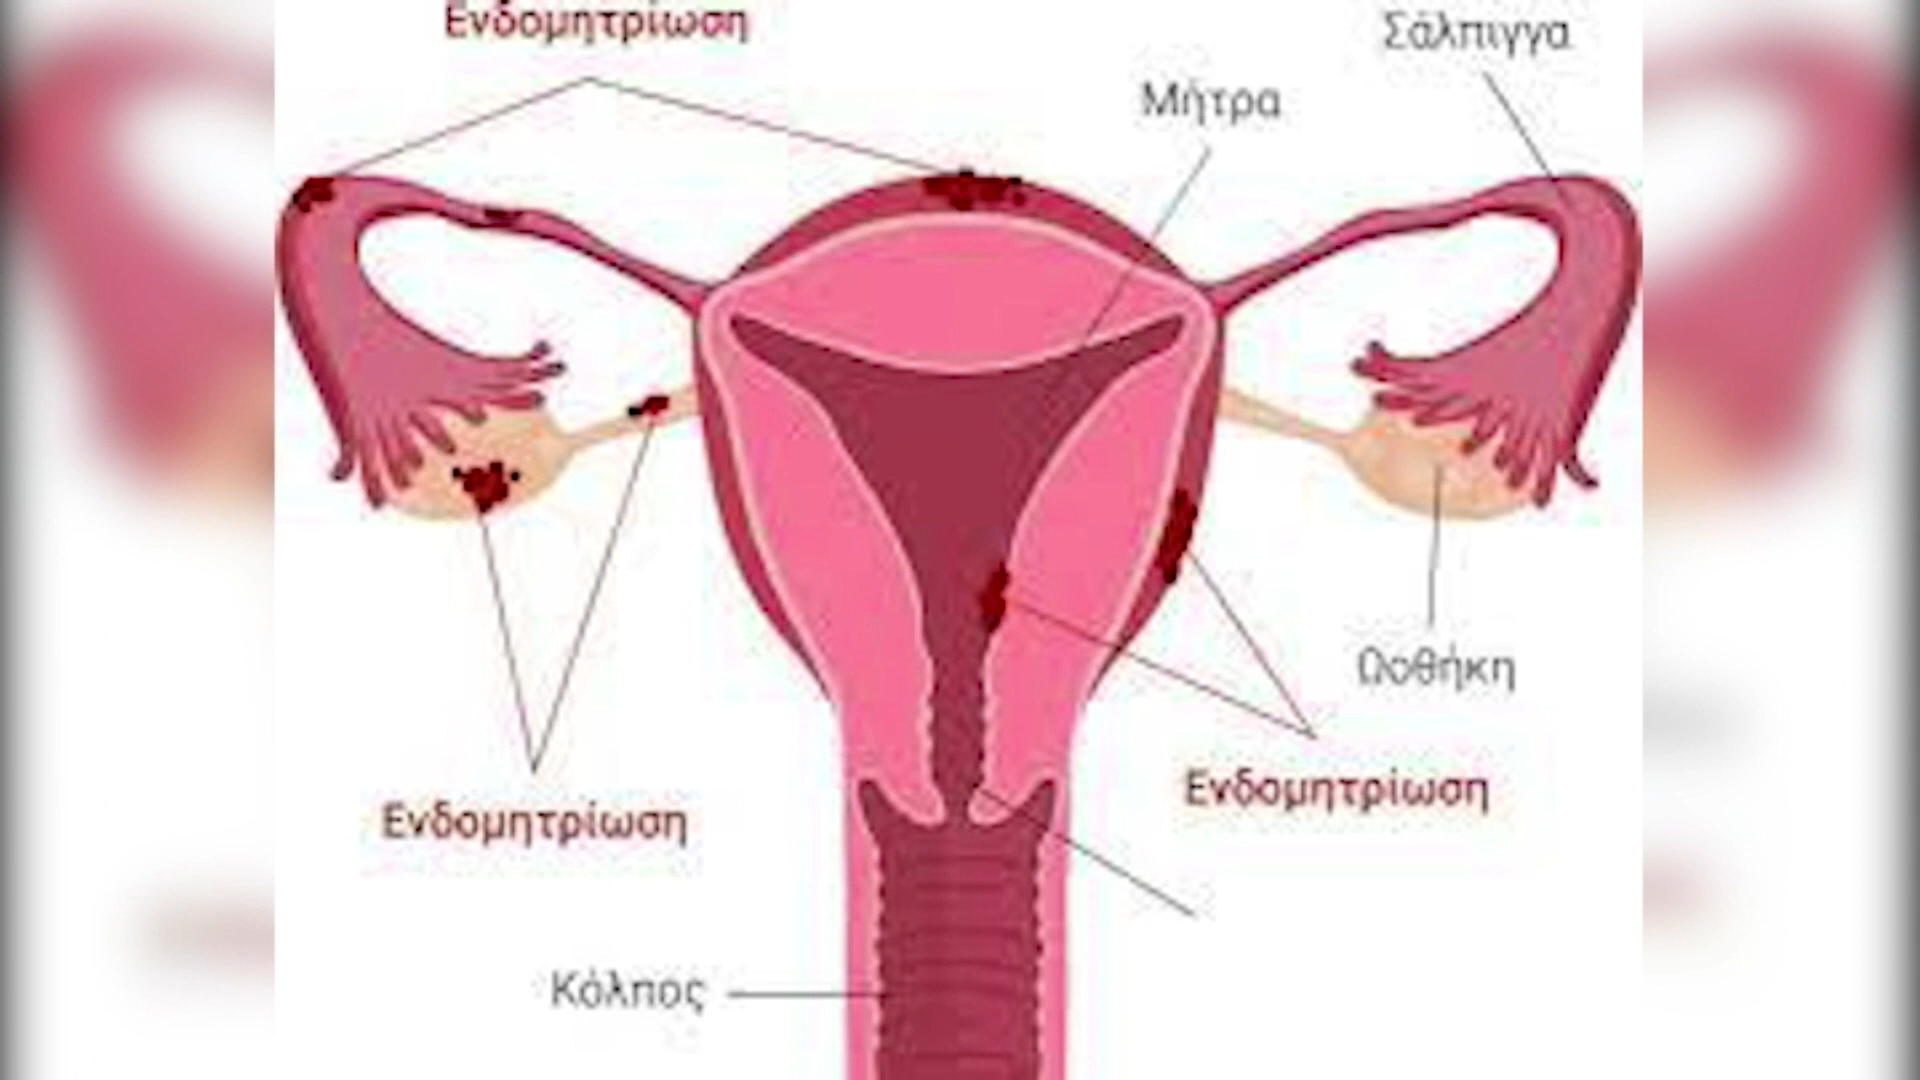 Ενδομητρίωση
Σάλπιγγα
Μήτρα
Ωοθήκη
Ενδομητρίωση
Ενδομητρίωση
Κόλπος